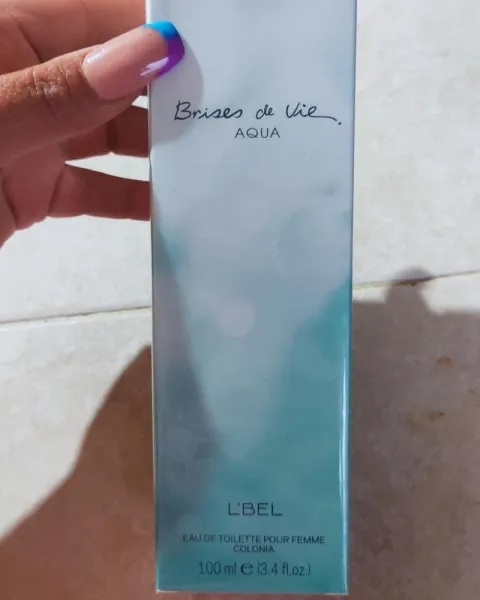 Brises de Vie
AQUA
L'BEL
EAU DE TOILETTE POUR FEMME
COLONIA
100 ml ℮ (3.4 fl.oz.)